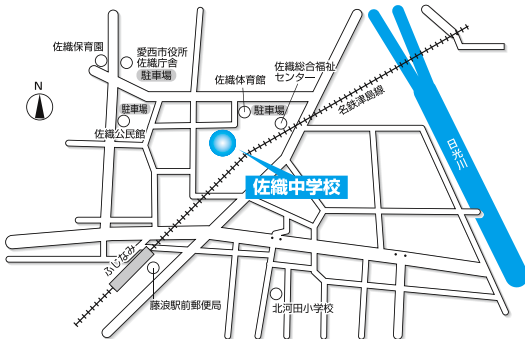 佐織保育園
愛西市役所
佐織庁舎
駐車場
佐織体育館
佐織総合福祉
センター
駐車場
駐車場
佐織公民館
N
名鉄津島線
日光川
佐織中学校
ふじなみ
藤浪駅前郵便局
北河田小学校